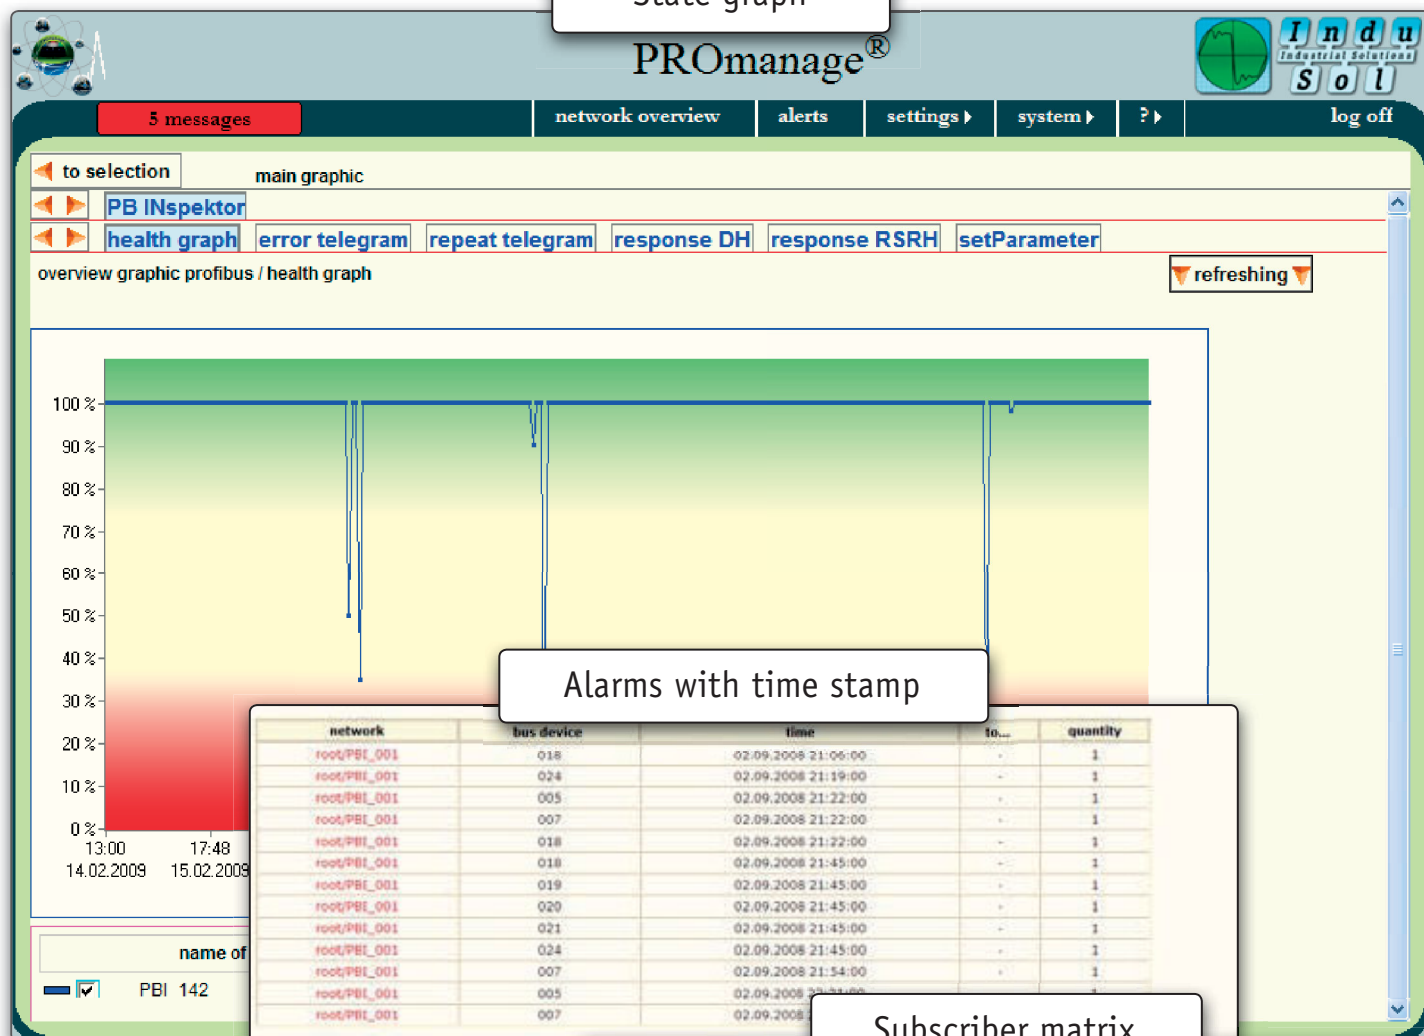 State graph
PROmanage®
Indu
Industrial Solutions
Sol
5 messages
network overview alerts settings system ? log off
to selection main graphic
PB INspektor
health graph error telegram repeat telegram response DH response RSRH setParameter
overview graphic profibus / health graph
refreshing
100 %
90 %
80 %
70 %
60 %
50 %
40 %
30 %
20 %
10 %
0 %
13:00 17:48
14.02.2009 15.02.2009
Alarms with time stamp
network bus device time to... quantity
root/PBI_001 018 02.09.2008 21:06:00 - 1
root/PBI_001 024 02.09.2008 21:19:00 - 1
root/PBI_001 005 02.09.2008 21:22:00 - 1
root/PBI_001 007 02.09.2008 21:22:00 - 1
root/PBI_001 018 02.09.2008 21:22:00 - 1
root/PBI_001 018 02.09.2008 21:45:00 - 1
root/PBI_001 019 02.09.2008 21:45:00 - 1
root/PBI_001 020 02.09.2008 21:45:00 - 1
root/PBI_001 021 02.09.2008 21:45:00 - 1
root/PBI_001 024 02.09.2008 21:45:00 - 1
root/PBI_001 007 02.09.2008 21:54:00 - 1
root/PBI_001 005 02.09.2008
root/PBI_001 007 02.09.2008
name of
PBI 142
Subscriber matrix